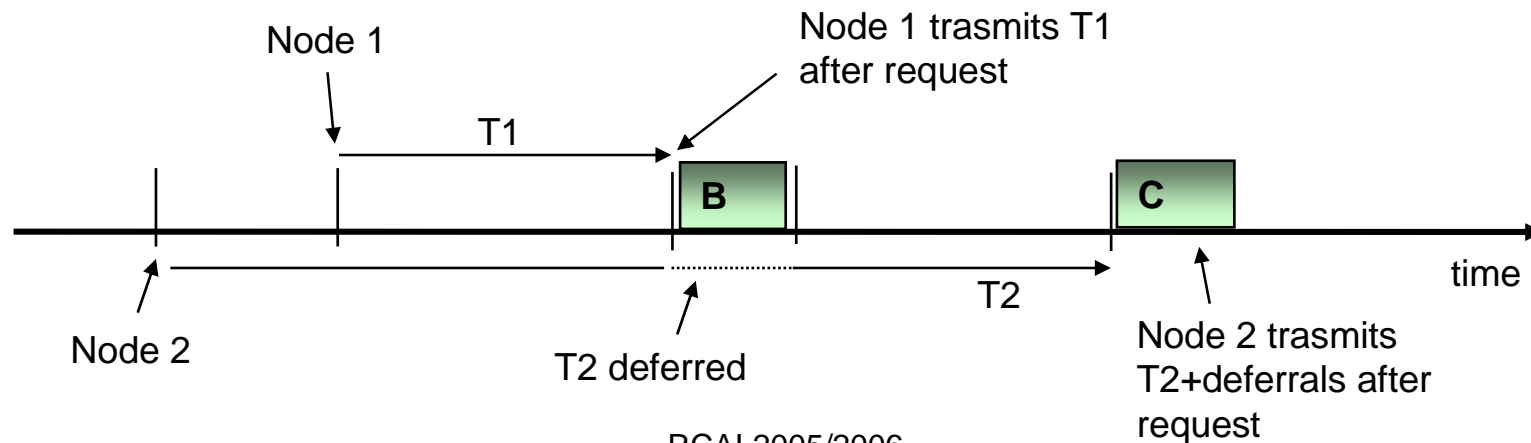 Node 1
Node 1 trasmits T1
after request
T1
B
C
time
T2
Node 2
T2 deferred
Node 2 trasmits
T2+deferrals after
request